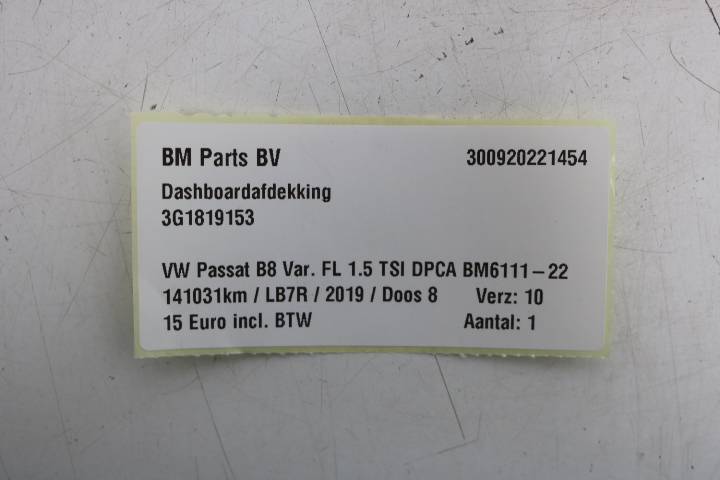 BM Parts BV 300920221454
Dashboardafdekking
3G1819153
VW Passat B8 Var. FL 1.5 TSI DPCA BM6111-22
141031km / LB7R / 2019 / Doos 8 Verz: 10
15 Euro incl. BTW Aantal: 1